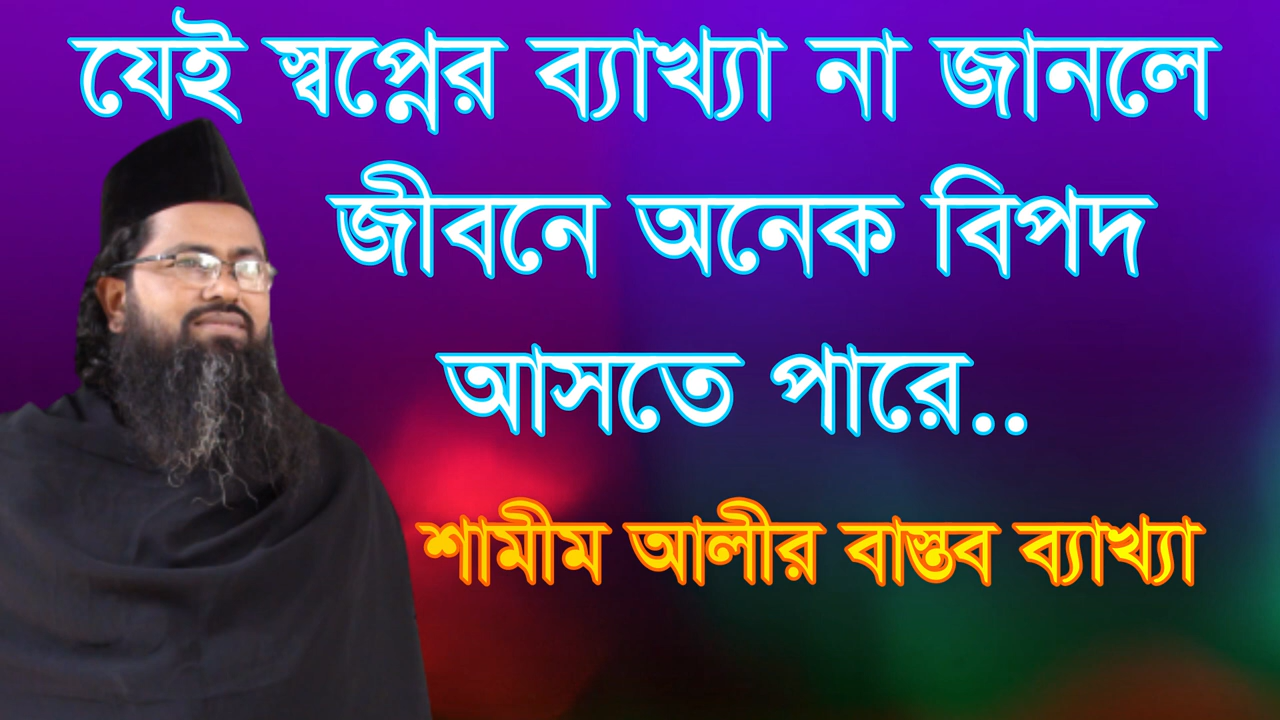 যেই স্বপ্নের ব্যাখ্যা না জানলে
জীবনে অনেক বিপদ
আসতে পারে..
শামীম আলীর বাস্তব ব্যাখ্যা